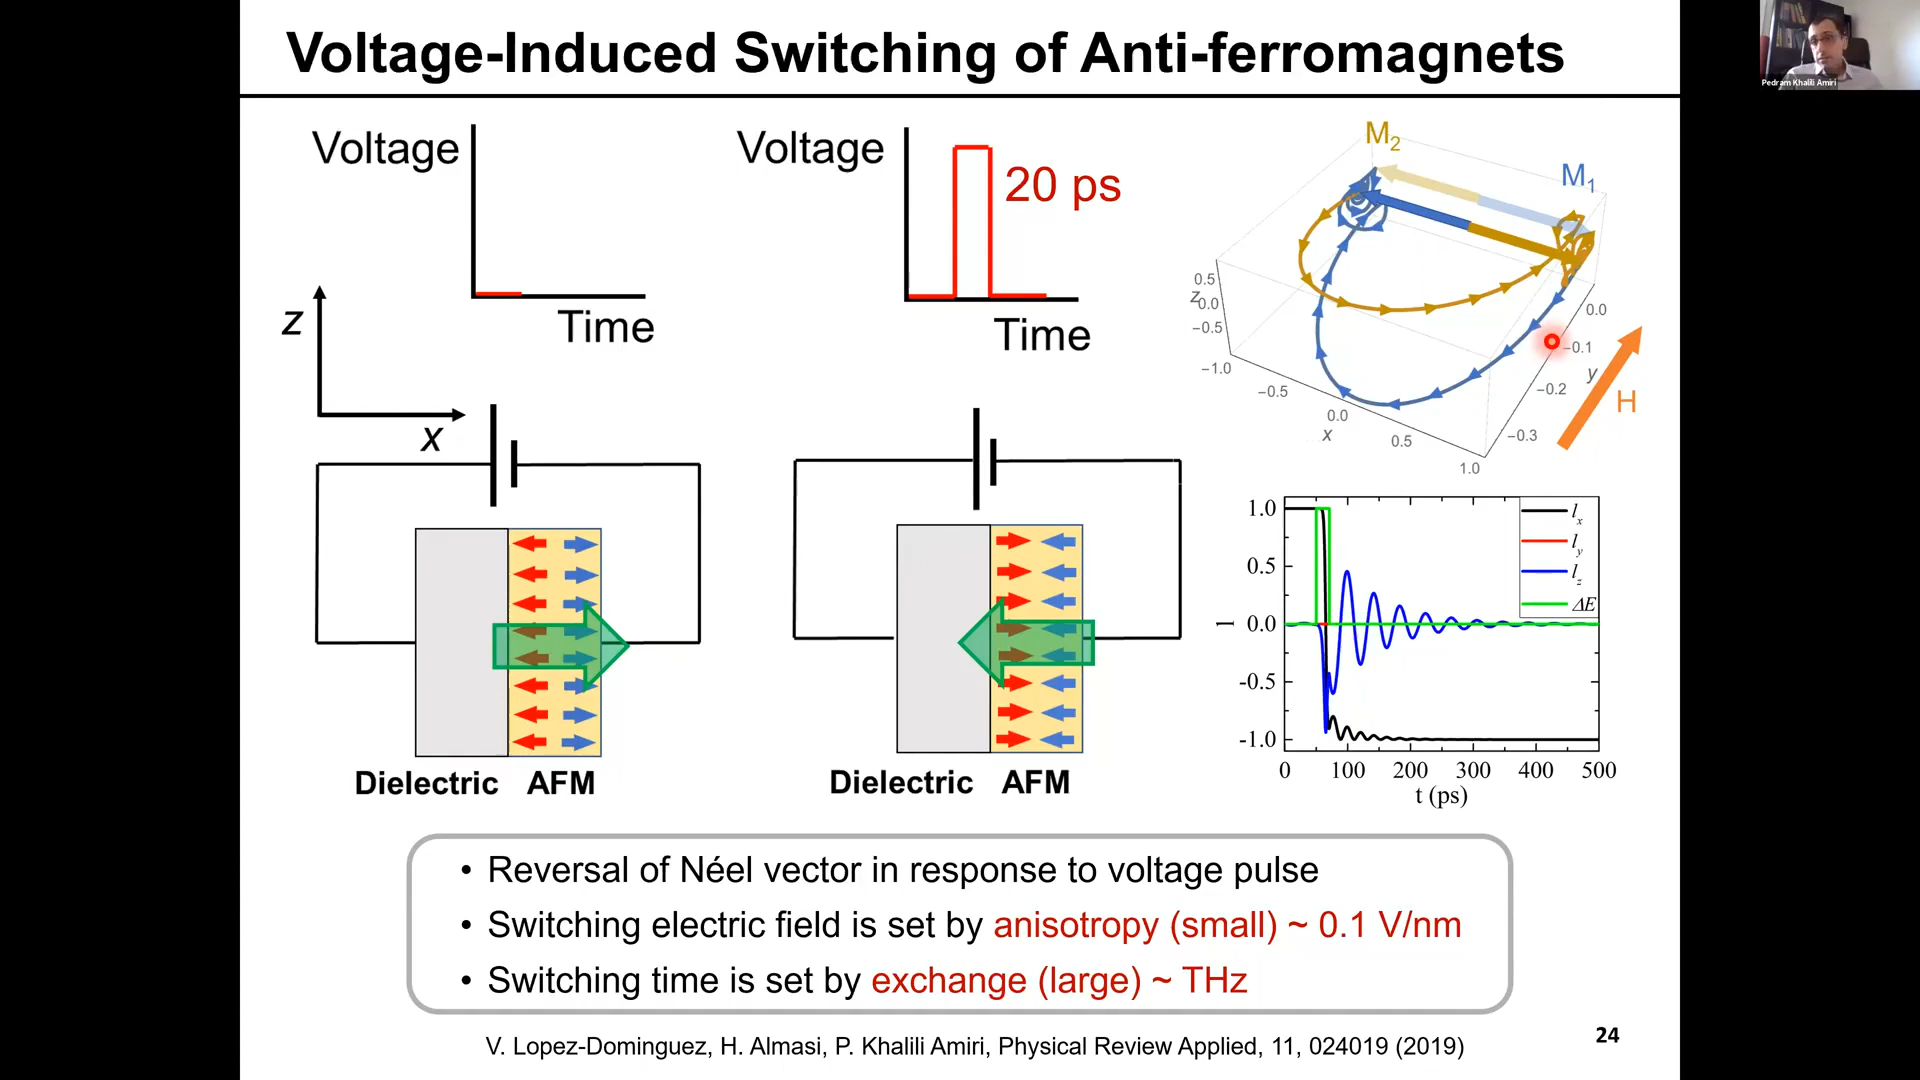 Voltage-Induced Switching of Anti-ferromagnets
Pedram Khalili Amiri
Voltage
Time
z
x
Voltage
20 ps
Time
M2
M1
0.5
z
0.0
−0.5
−1.0
−0.5
0.0
x
0.5
1.0
0.0
−0.1
y
−0.2
−0.3
H
Dielectric AFM
Dielectric AFM
1.0
0.5
0.0
-0.5
-1.0
l
lx
ly
lz
ΔE
0 100 200 300 400 500
t (ps)
• Reversal of Néel vector in response to voltage pulse
• Switching electric field is set by anisotropy (small) ~ 0.1 V/nm
• Switching time is set by exchange (large) ~ THz
V. Lopez-Dominguez, H. Almasi, P. Khalili Amiri, Physical Review Applied, 11, 024019 (2019)
24